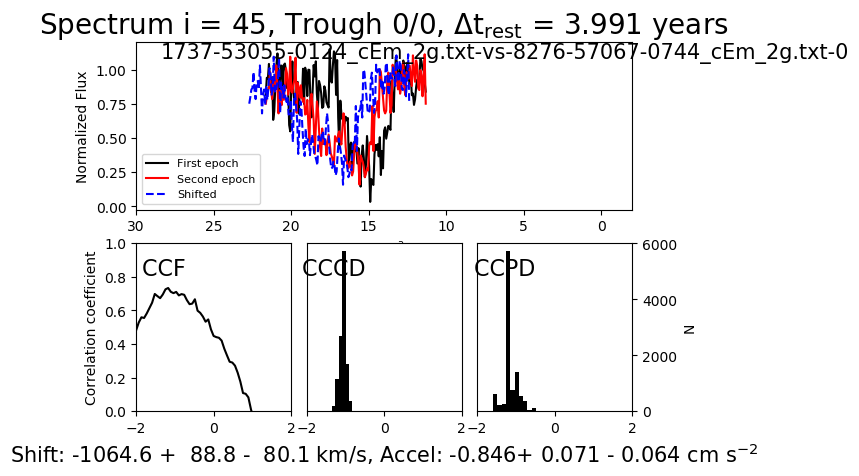 Spectrum i = 45, Trough 0/0, Δt_rest = 3.991 years
1737-53055-0124_cEm_2g.txt-vs-8276-57067-0744_cEm_2g.txt-0
Normalized Flux
1.00
0.75
0.50
0.25
0.00
First epoch
Second epoch
Shifted
30 25 20 15 10 5 0
Correlation coefficient
1.0
0.8
0.6
0.4
0.2
0.0
CCF
CCCD
CCPD
6000
4000
2000
0
N
−2 0 2
−2 0 2
−2 0 2
Shift: -1064.6 + 88.8 - 80.1 km/s, Accel: -0.846+ 0.071 - 0.064 cm s⁻²